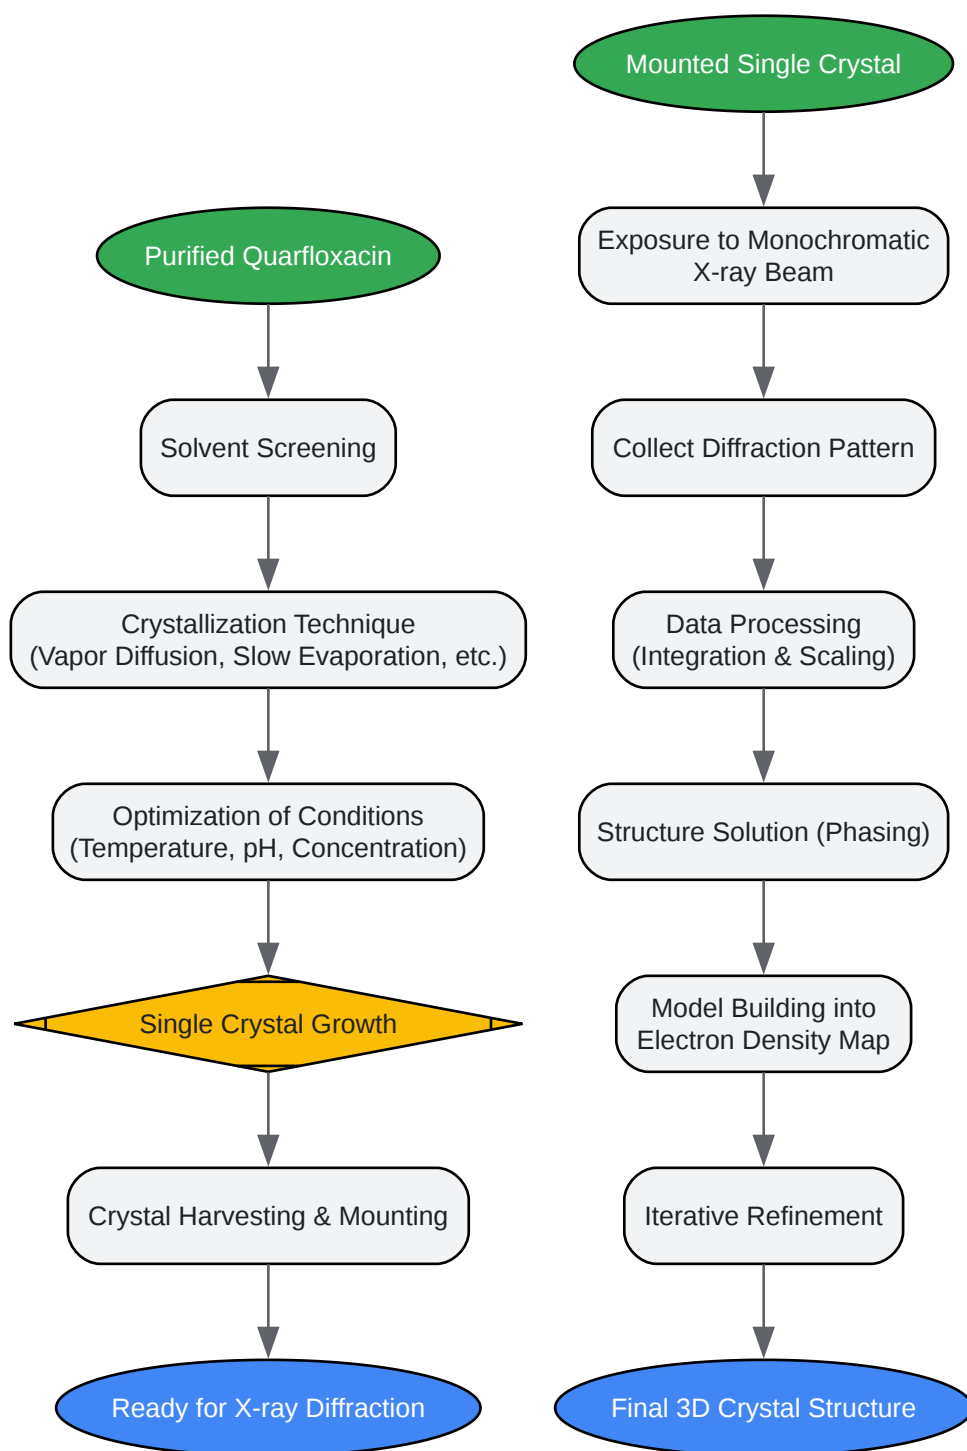 Purified Quarfloxacin
Solvent Screening
Crystallization Technique
(Vapor Diffusion, Slow Evaporation, etc.)
Optimization of Conditions
(Temperature, pH, Concentration)
Single Crystal Growth
Crystal Harvesting & Mounting
Ready for X-ray Diffraction
Mounted Single Crystal
Exposure to Monochromatic
X-ray Beam
Collect Diffraction Pattern
Data Processing
(Integration & Scaling)
Structure Solution (Phasing)
Model Building into
Electron Density Map
Iterative Refinement
Final 3D Crystal Structure